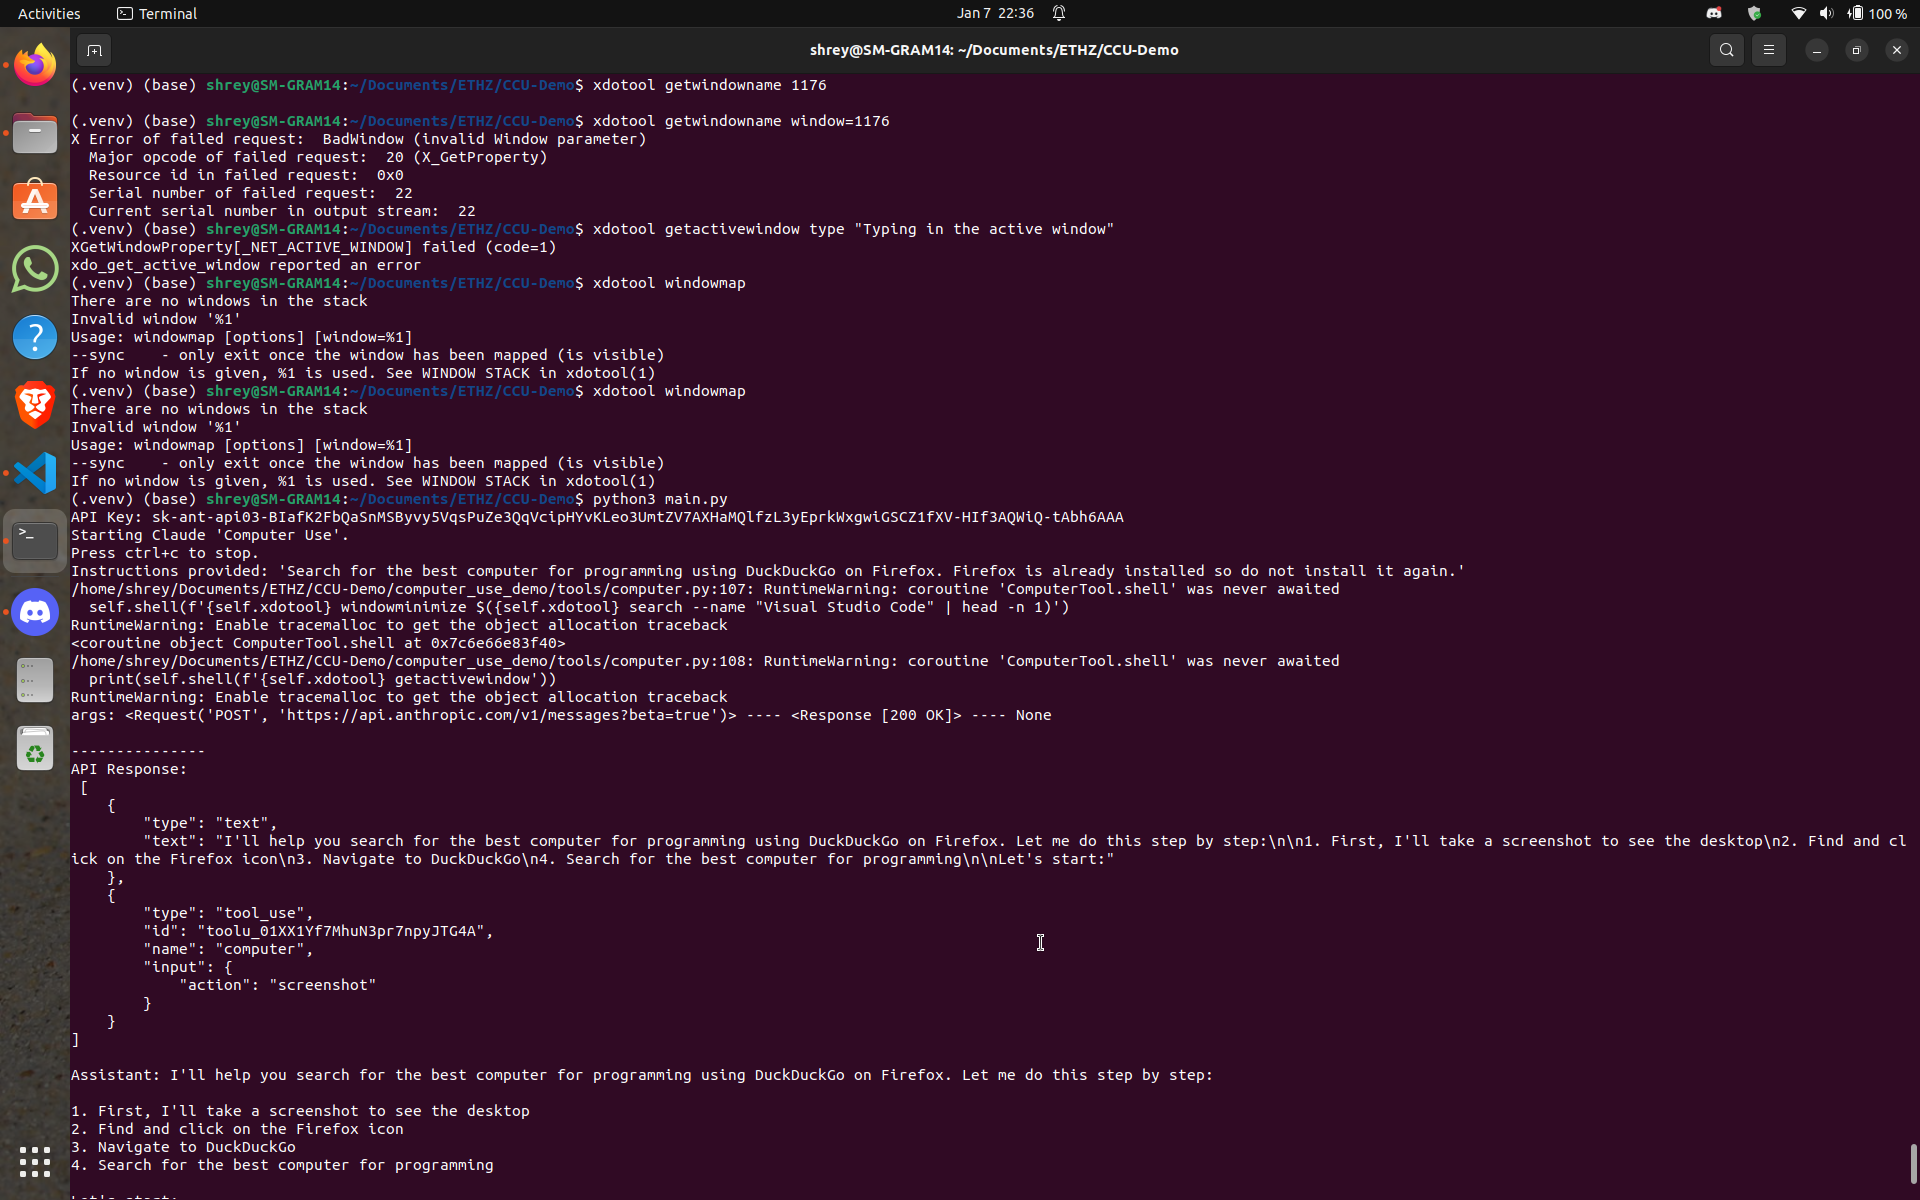 Activities
Terminal
Jan 7 22:36
100 %
shrey@SM-GRAM14: ~/Documents/ETHZ/CCU-Demo
(.venv) (base) shrey@SM-GRAM14:~/Documents/ETHZ/CCU-Demo$ xdotool getwindowname 1176
(.venv) (base) shrey@SM-GRAM14:~/Documents/ETHZ/CCU-Demo$ xdotool getwindowname window=1176
X Error of failed request:  BadWindow (invalid Window parameter)
  Major opcode of failed request:  20 (X_GetProperty)
  Resource id in failed request:  0x0
  Serial number of failed request:  22
  Current serial number in output stream:  22
(.venv) (base) shrey@SM-GRAM14:~/Documents/ETHZ/CCU-Demo$ xdotool getactivewindow type "Typing in the active window"
XGetWindowProperty[_NET_ACTIVE_WINDOW] failed (code=1)
xdo_get_active_window reported an error
(.venv) (base) shrey@SM-GRAM14:~/Documents/ETHZ/CCU-Demo$ xdotool windowmap
There are no windows in the stack
Invalid window '%1'
Usage: windowmap [options] [window=%1]
--sync    - only exit once the window has been mapped (is visible)
If no window is given, %1 is used. See WINDOW STACK in xdotool(1)
(.venv) (base) shrey@SM-GRAM14:~/Documents/ETHZ/CCU-Demo$ xdotool windowmap
There are no windows in the stack
Invalid window '%1'
Usage: windowmap [options] [window=%1]
--sync    - only exit once the window has been mapped (is visible)
If no window is given, %1 is used. See WINDOW STACK in xdotool(1)
(.venv) (base) shrey@SM-GRAM14:~/Documents/ETHZ/CCU-Demo$ python3 main.py
API Key: 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
Starting Claude 'Computer Use'.
Press ctrl+c to stop.
Instructions provided: 'Search for the best computer for programming using DuckDuckGo on Firefox. Firefox is already installed so do not install it again.'
/home/shrey/Documents/ETHZ/CCU-Demo/computer_use_demo/tools/computer.py:107: RuntimeWarning: coroutine 'ComputerTool.shell' was never awaited
  self.shell(f'{self.xdotool} windowminimize $({self.xdotool} search --name "Visual Studio Code" | head -n 1)')
RuntimeWarning: Enable tracemalloc to get the object allocation traceback
<coroutine object ComputerTool.shell at 0x7c6e66e83f40>
/home/shrey/Documents/ETHZ/CCU-Demo/computer_use_demo/tools/computer.py:108: RuntimeWarning: coroutine 'ComputerTool.shell' was never awaited
  print(self.shell(f'{self.xdotool} getactivewindow'))
RuntimeWarning: Enable tracemalloc to get the object allocation traceback
args: <Request('POST', 'https://api.anthropic.com/v1/messages?beta=true')> ---- <Response [200 OK]> ---- None
---------------
API Response:
 [
    {
        "type": "text",
        "text": "I'll help you search for the best computer for programming using DuckDuckGo on Firefox. Let me do this step by step:\n\n1. First, I'll take a screenshot to see the desktop\n2. Find and cl
ick on the Firefox icon\n3. Navigate to DuckDuckGo\n4. Search for the best computer for programming\n\nLet's start:"
    },
    {
        "type": "tool_use",
        "id": "toolu_01XX1Yf7MhuN3pr7npyJTG4A",
        "name": "computer",
        "input": {
            "action": "screenshot"
        }
    }
]
Assistant: I'll help you search for the best computer for programming using DuckDuckGo on Firefox. Let me do this step by step:
1. First, I'll take a screenshot to see the desktop
2. Find and click on the Firefox icon
3. Navigate to DuckDuckGo
4. Search for the best computer for programming